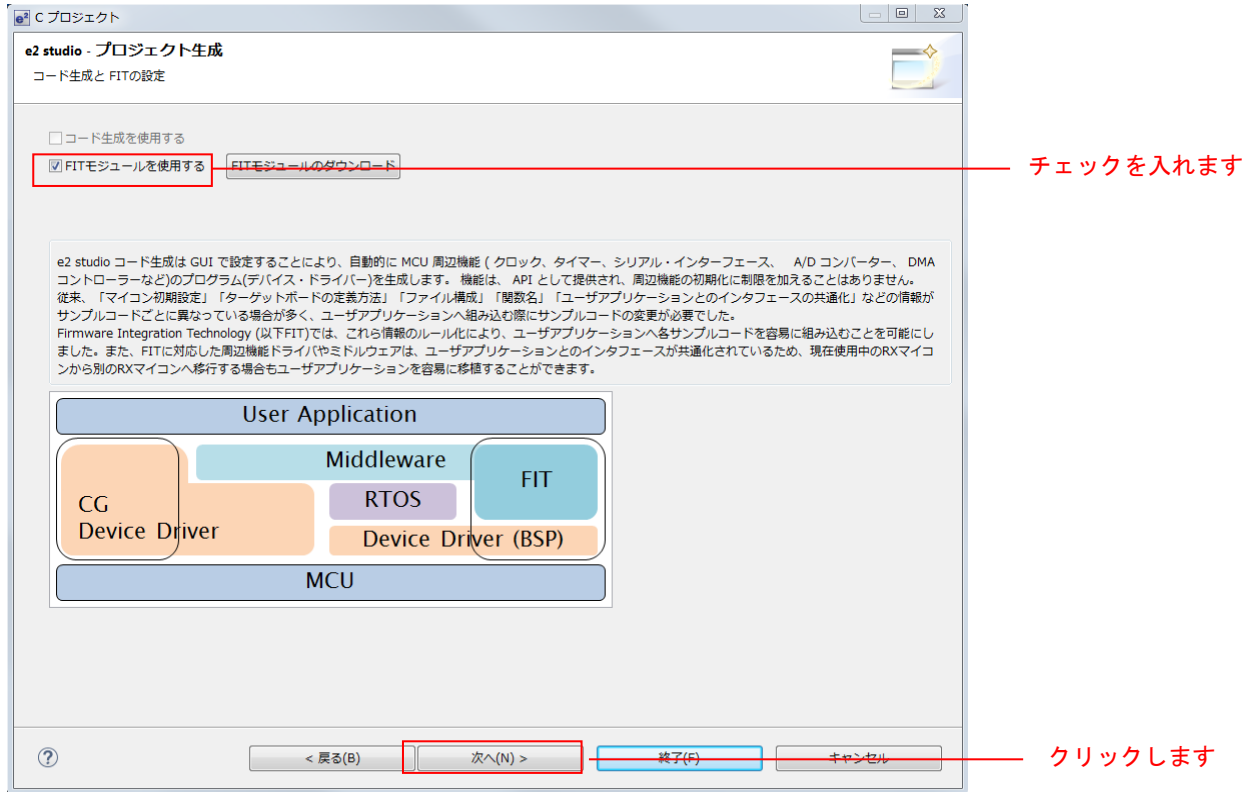 e² C プロジェクト
e2 studio - プロジェクト生成
コード生成と FITの設定
コード生成を使用する
FITモジュールを使用する
FITモジュールのダウンロード
チェックを入れます
e2 studio コード生成は GUI で設定することにより、自動的に MCU 周辺機能 ( クロック、タイマー、シリアル・インターフェース、 A/D コンバーター、 DMA
コントローラーなど)のプログラム(デバイス・ドライバー)を生成します。 機能は、 API として提供され、周辺機能の初期化に制限を加えることはありません。
従来、「マイコン初期設定」「ターゲットボードの定義方法」「ファイル構成」「関数名」「ユーザアプリケーションとのインタフェースの共通化」などの情報が
サンプルコードごとに異なっている場合が多く、ユーザアプリケーションへ組み込む際にサンプルコードの変更が必要でした。
Firmware Integration Technology (以下FIT)では、これら情報のルール化により、ユーザアプリケーションへ各サンプルコードを容易に組み込むことを可能にし
ました。また、FITに対応した周辺機能ドライバやミドルウェアは、ユーザアプリケーションとのインタフェースが共通化されているため、現在使用中のRXマイコ
ンから別のRXマイコンへ移行する場合もユーザアプリケーションを容易に移植することができます。
User Application
Middleware
FIT
RTOS
CG
Device Driver
Device Driver (BSP)
MCU
< 戻る(B)
次へ(N) >
終了(F)
キャンセル
クリックします